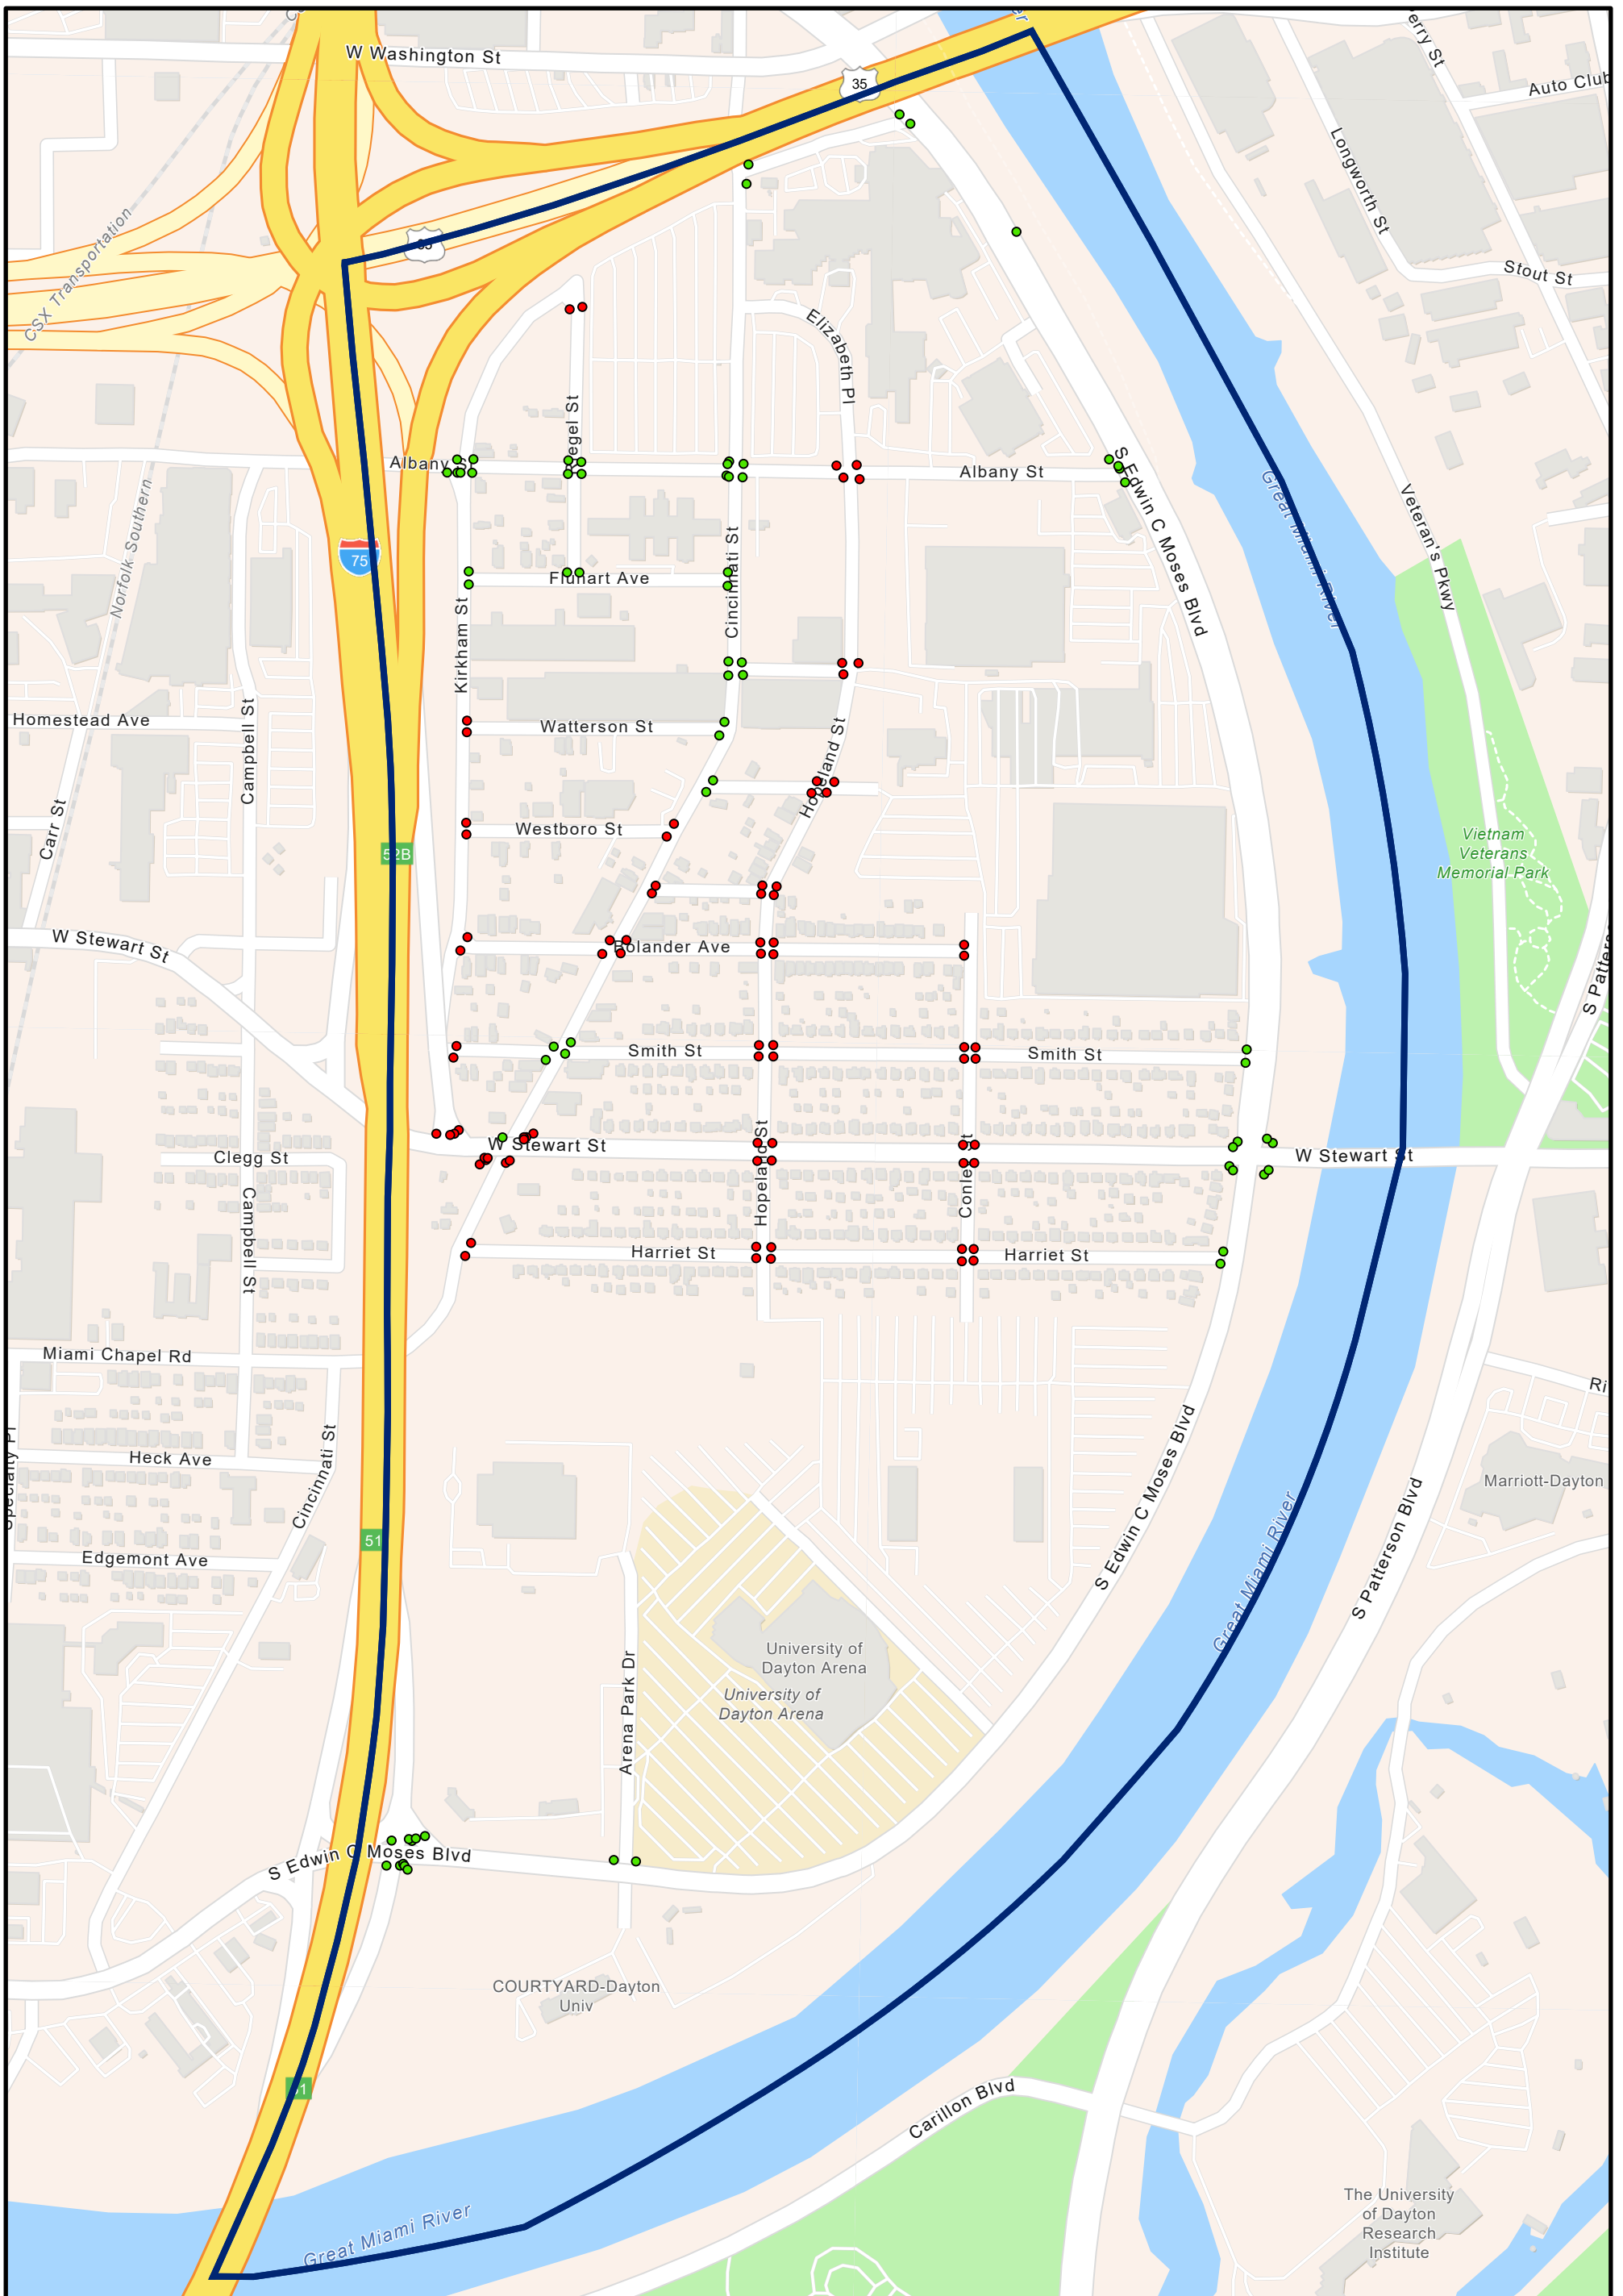 W Washington St
35
Auto Club
Longworth St
Stout St
CSX Transportation
35
Elizabeth Pl
Riegel St
Albany St
Albany St
S Edwin C Moses Blvd
Great Miami River
Veteran's Pkwy
Norfolk Southern
75
Fluhart Ave
Cincinnati St
Kirkham St
Homestead Ave
Campbell St
Watterson St
Hopeland St
Carr St
Westboro St
52B
Vietnam
Veterans
Memorial Park
W Stewart St
Bolander Ave
Smith St
Smith St
W Stewart St
W Stewart St
Clegg St
Campbell St
Hopeland St
Conley St
Harriet St
Harriet St
Miami Chapel Rd
Heck Ave
Cincinnati St
Specialty Pl
Edgemont Ave
51
S Edwin C Moses Blvd
Great Miami River
S Patterson Blvd
Marriott-Dayton
University of
Dayton Arena
University of
Dayton Arena
Arena Park Dr
S Edwin C Moses Blvd
COURTYARD-Dayton
Univ
51
Carillon Blvd
Great Miami River
The University
of Dayton
Research
Institute